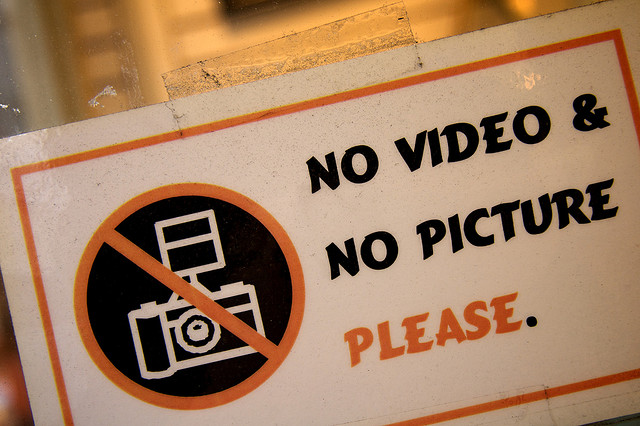 NO VIDEO &
NO PICTURE
PLEASE.